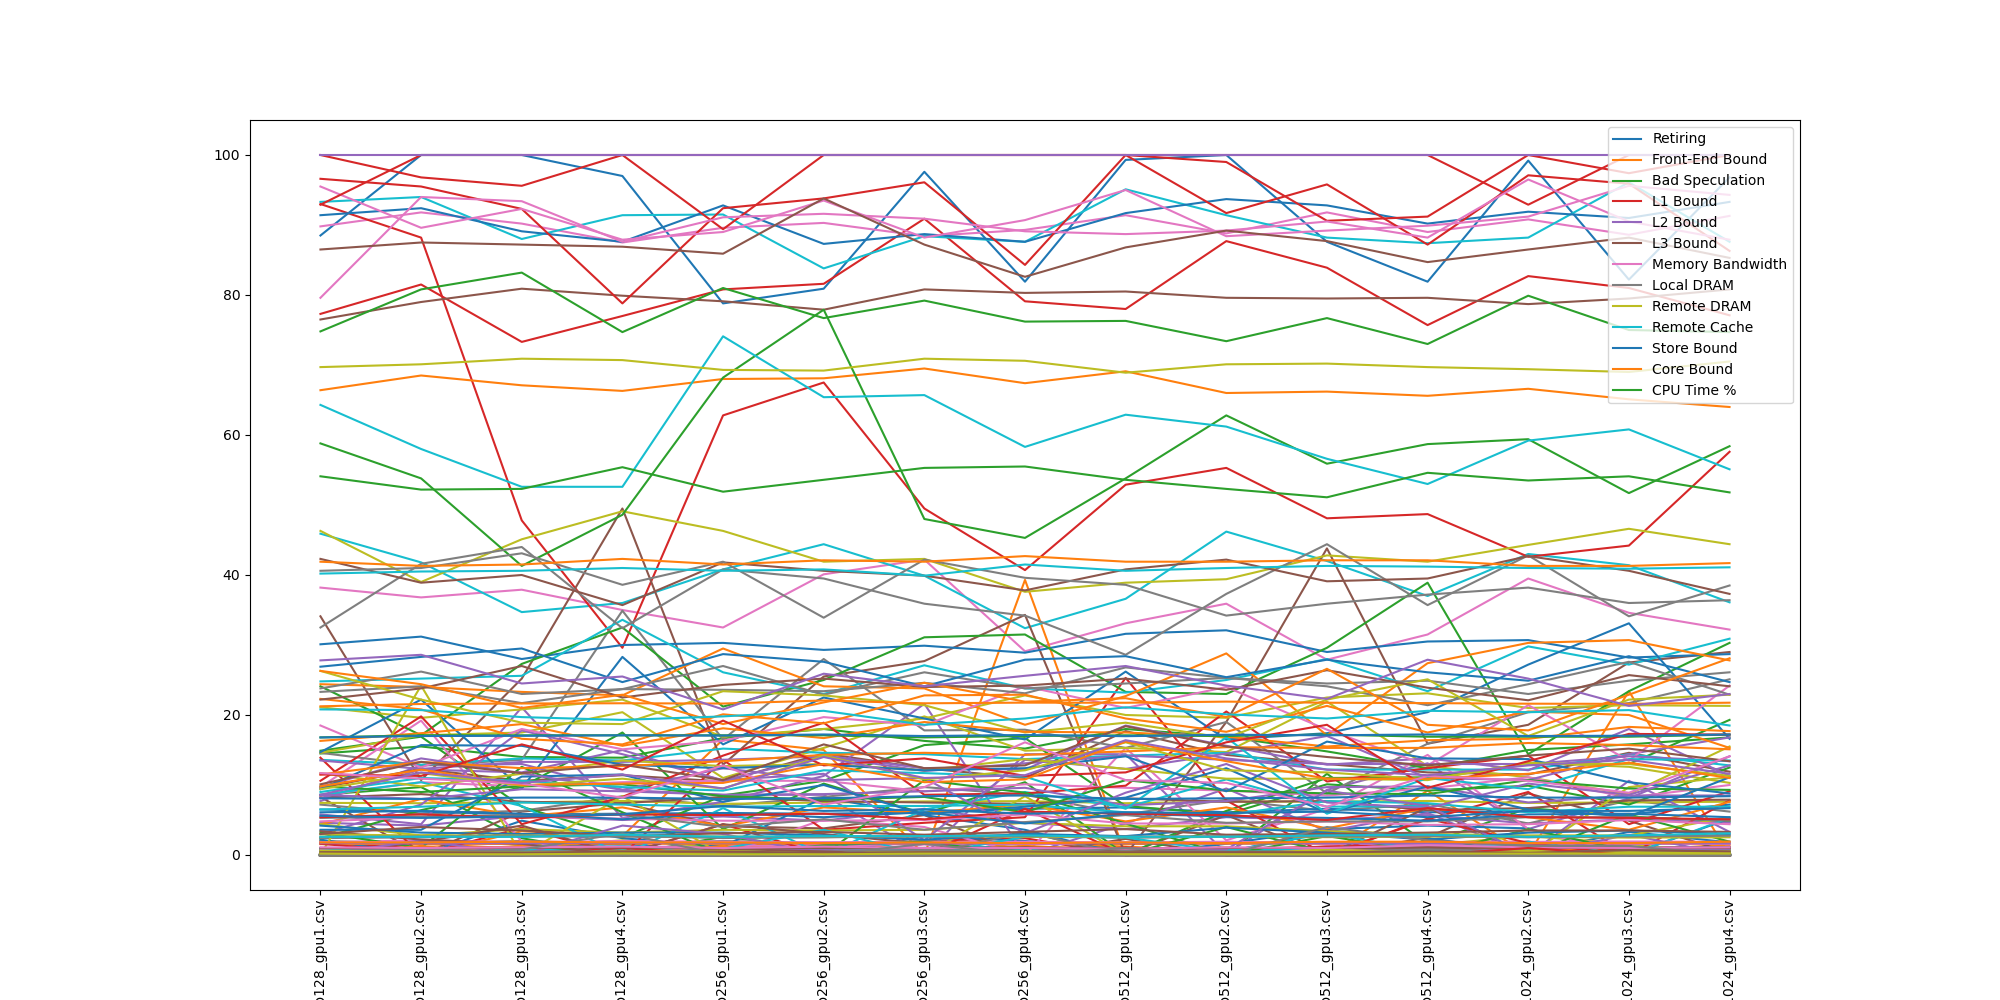 100
80
60
40
20
0
Retiring
Front-End Bound
Bad Speculation
L1 Bound
L2 Bound
L3 Bound
Memory Bandwidth
Local DRAM
Remote DRAM
Remote Cache
Store Bound
Core Bound
CPU Time %
128_gpu1.csv
128_gpu2.csv
128_gpu3.csv
128_gpu4.csv
256_gpu1.csv
256_gpu2.csv
256_gpu3.csv
256_gpu4.csv
512_gpu1.csv
512_gpu2.csv
512_gpu3.csv
512_gpu4.csv
024_gpu2.csv
024_gpu3.csv
024_gpu4.csv